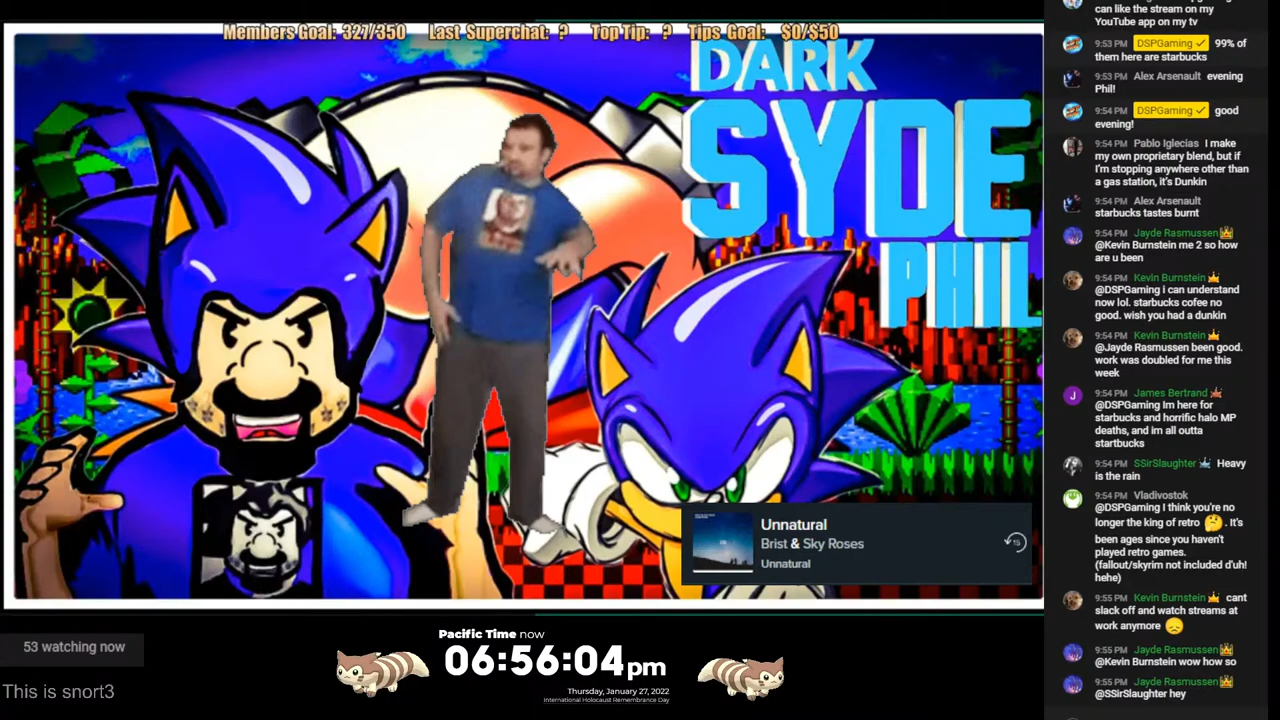 Members Goal: 327/350 Last Superchat: ? Top Tip: ? Tips Goal: $0/$50
DARK
SYDE
PHIL
Unnatural
Brist & Sky Roses
Unnatural
15
53 watching now
This is snort3
Pacific Time now
06:56:04pm
Thursday, January 27, 2022
International Holocaust Remembrance Day
can like the stream on my
YouTube app on my tv
9:53 PM DSPGaming 99% of
them here are starbucks
9:53 PM Alex Arsenault evening
Phil!
9:54 PM DSPGaming good
evening!
9:54 PM Pablo Iglecias I make
my own proprietary blend, but if
I'm stopping anywhere other than
a gas station, it's Dunkin
9:54 PM Alex Arsenault
starbucks tastes burnt
9:54 PM Jayde Rasmussen
@Kevin Burnstein me 2 so how
are u been
9:54 PM Kevin Burnstein
@DSPGaming i can understand
now lol. starbucks cofee no
good. wish you had a dunkin
9:54 PM Kevin Burnstein
@Jayde Rasmussen been good.
work was doubled for me this
week
J
9:54 PM James Bertrand
@DSPGaming Im here for
starbucks and horrific halo MP
deaths, and im all outta
startbucks
9:54 PM SSirSlaughter Heavy
is the rain
9:54 PM Vladivostok
@DSPGaming I think you're no
longer the king of retro 🤔 . It's
been ages since you haven't
played retro games.
(fallout/skyrim not included d'uh!
hehe)
9:55 PM Kevin Burnstein cant
slack off and watch streams at
work anymore 😞
9:55 PM Jayde Rasmussen
@Kevin Burnstein wow how so
9:55 PM Jayde Rasmussen
@SSirSlaughter hey